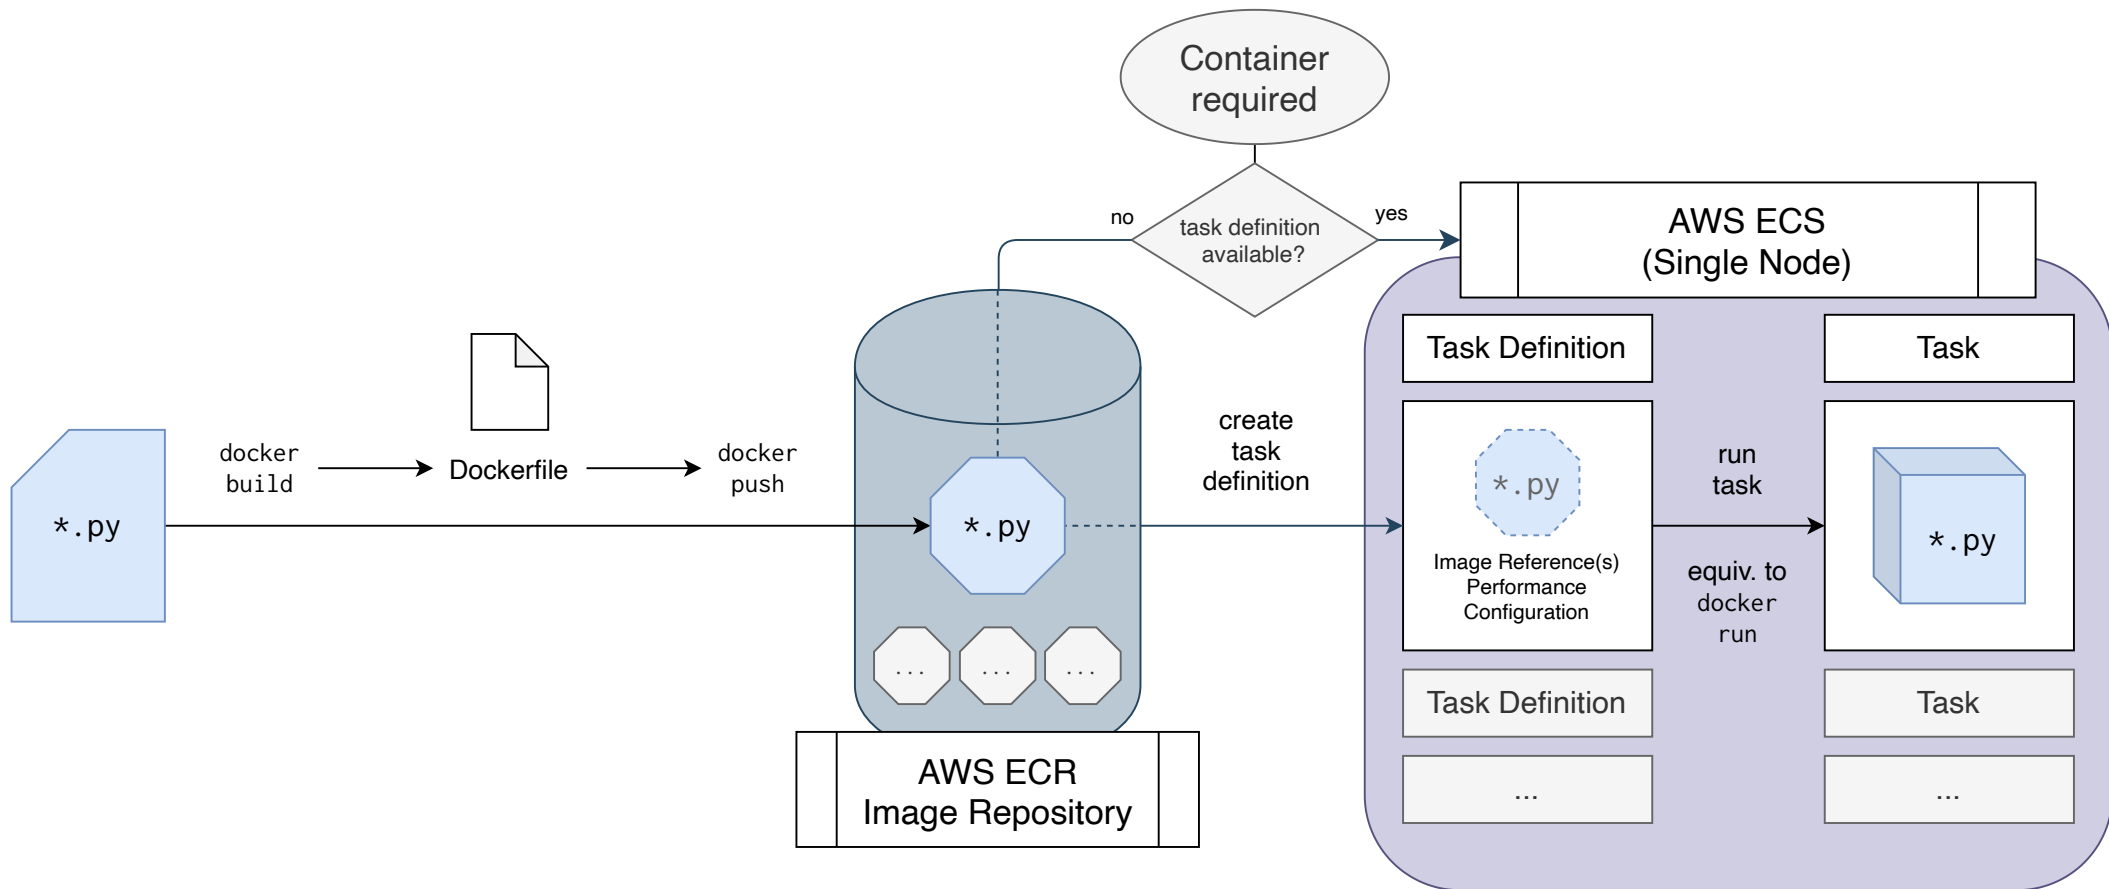 Container
required
task definition
available?
no
yes
AWS ECS
(Single Node)
*.py
docker
build
Dockerfile
docker
push
*.py
...
...
...
AWS ECR
Image Repository
create
task
definition
Task Definition
*.py
Image Reference(s)
Performance
Configuration
run
task
equiv. to
docker
run
Task
*.py
Task Definition
Task
...
...